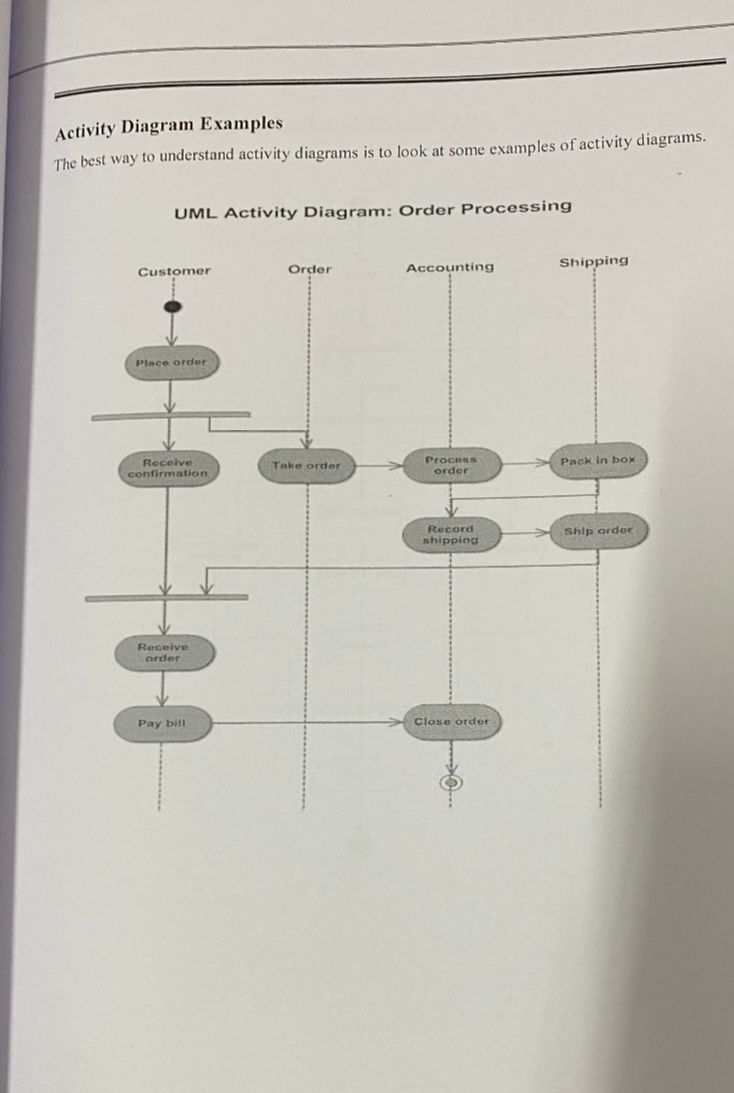 Activity Diagram Examples
The best way to understand activity diagrams is to look at some examples of activity diagrams.
UML Activity Diagram: Order Processing
Customer
Order
Accounting
Shipping
Place order
Receive
confirmation
Take order
Process
order
Pack in box
Record
shipping
Ship order
Receive
order
Pay bill
Close order